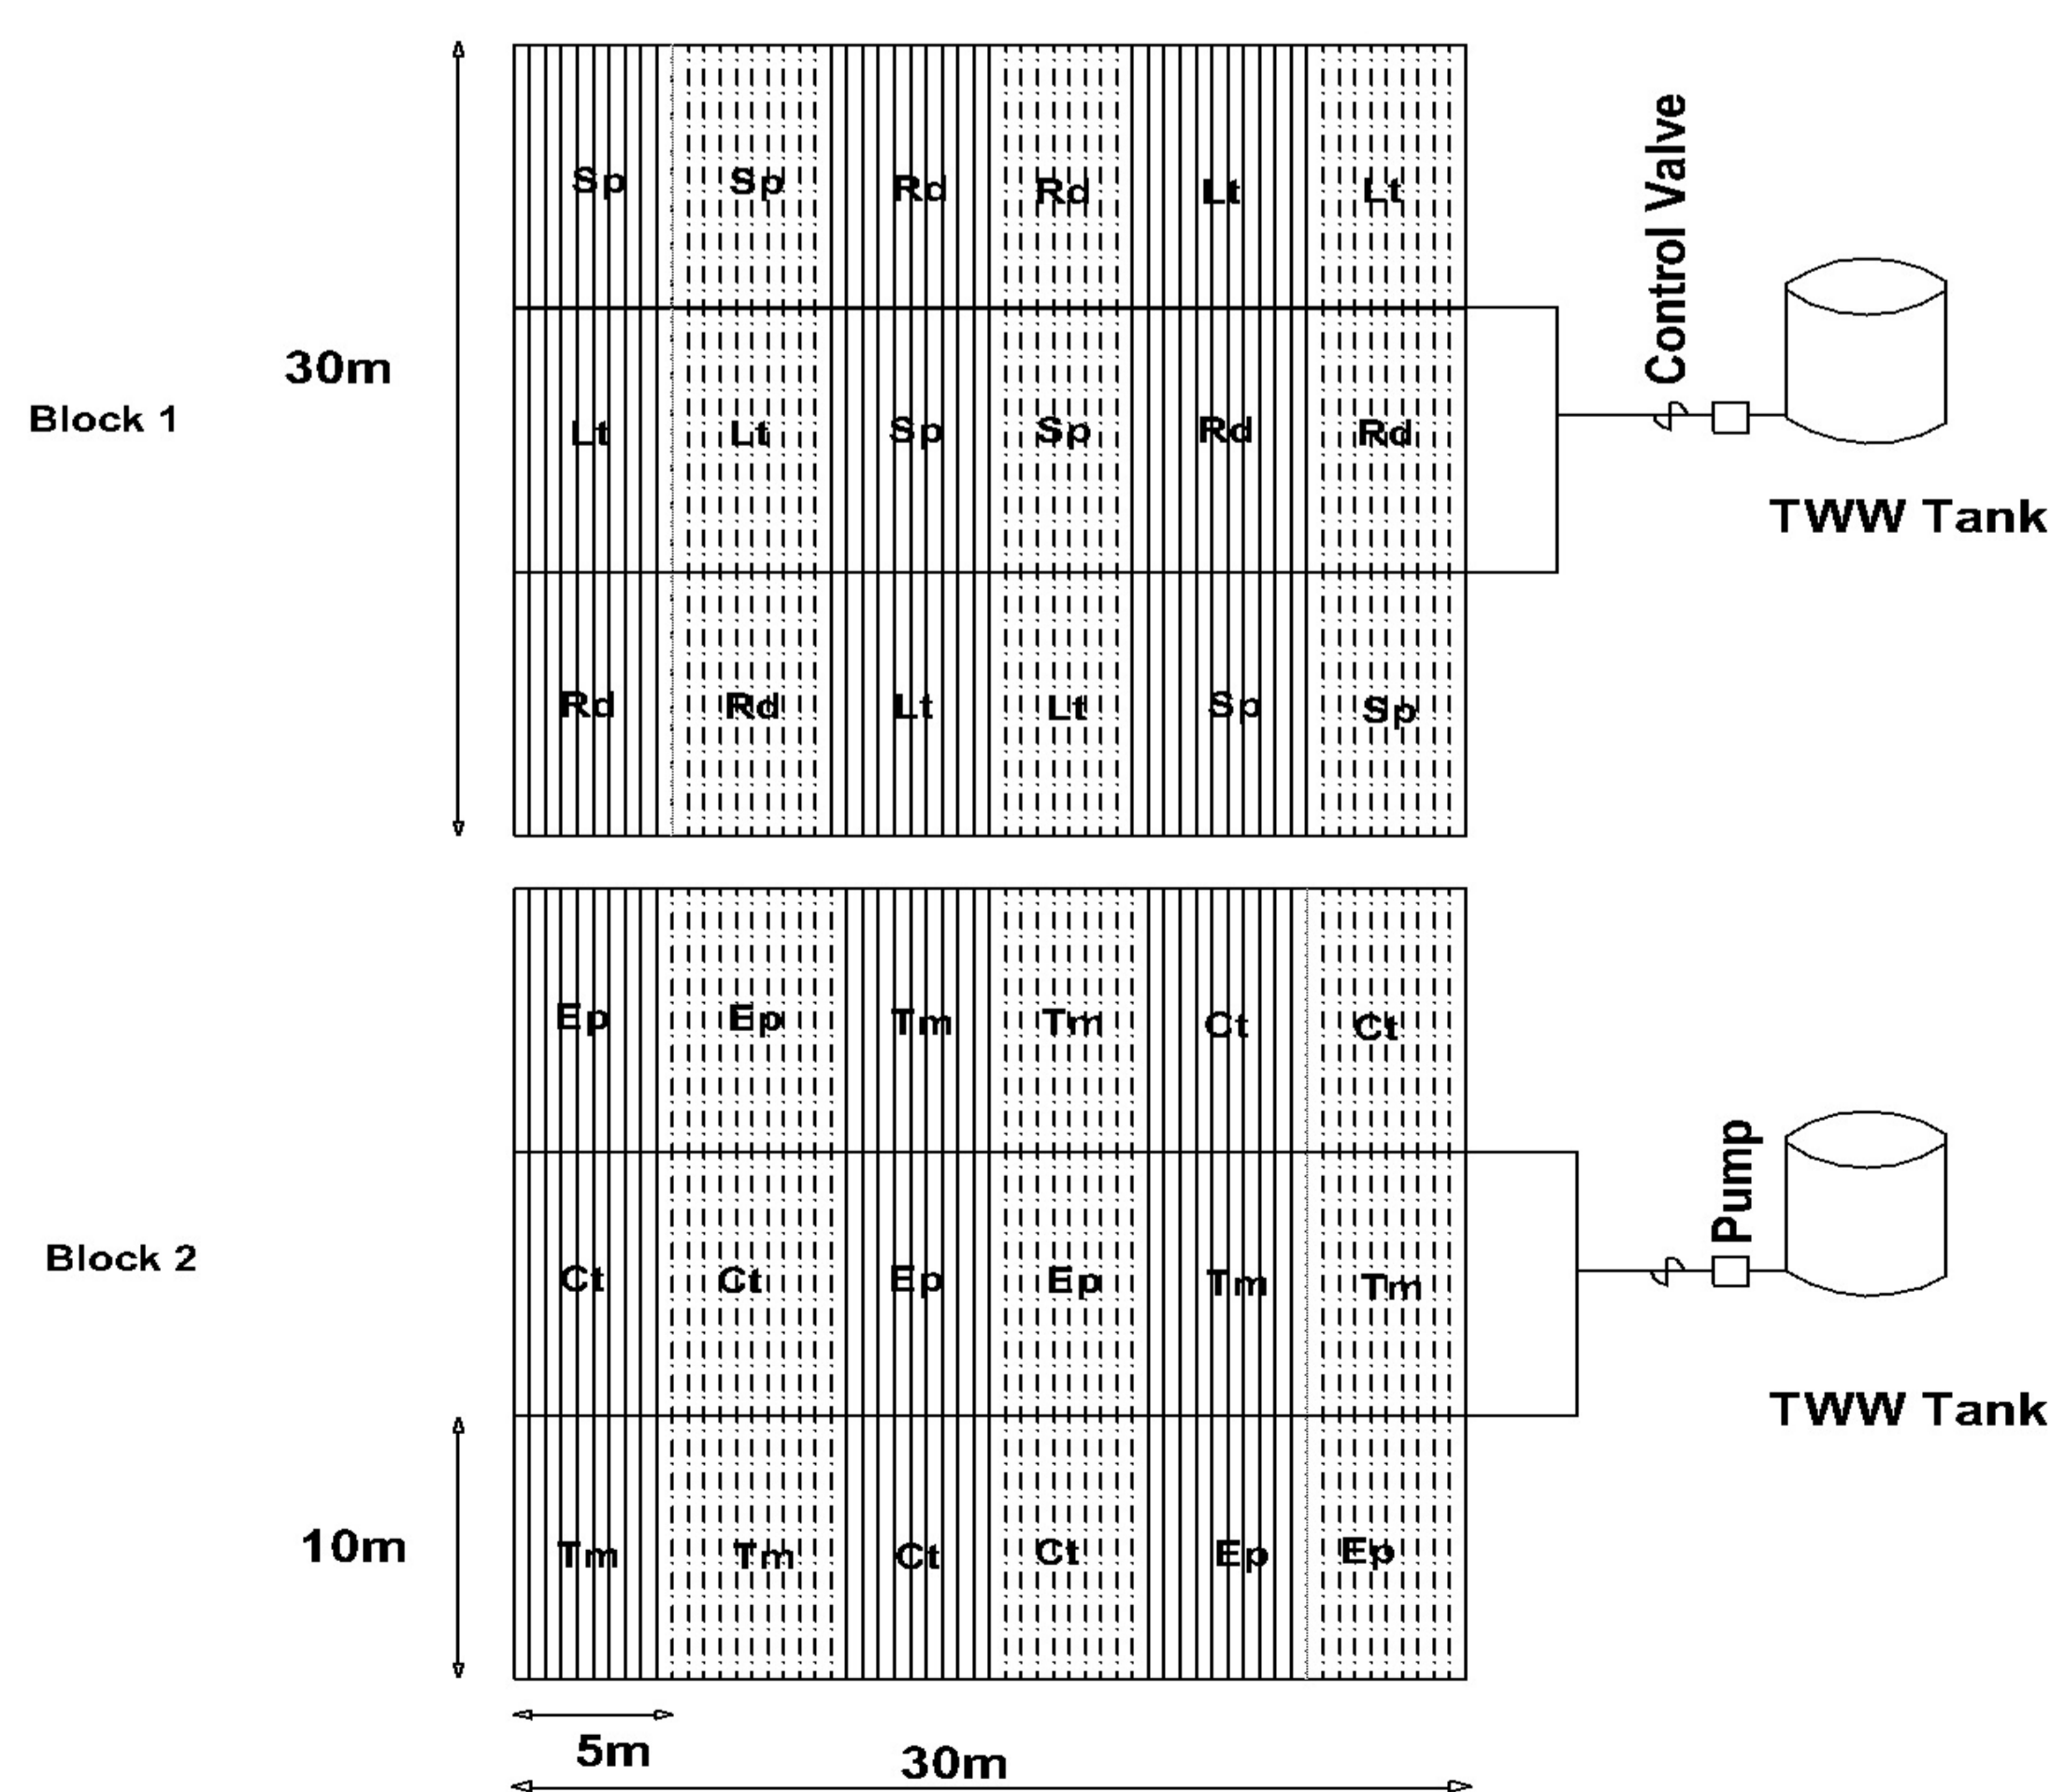 Control Valve
Sp Sp Rd Rd Lt Lt
30m
Block 1
Lt Lt Sp Sp Rd Rd
TWW Tank
Rd Rd Lt Lt Sp Sp
Ep Ep Tm Tm Ct Ct
Pump
Block 2
Ct Ct Ep Ep Tm Tm
TWW Tank
10m
Tm Tm Ct Ct Ep Ep
5m
30m